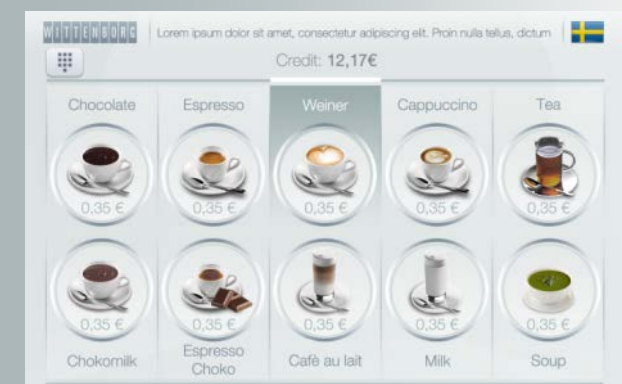 WITTENBORG
Lorem ipsum dolor sit amet, consectetur adipiscing elit. Proin nulla tellus, dictum
Credit: 12,17€
Chocolate
Espresso
Weiner
Cappuccino
Tea
0,35 €
0,35 €
0,35 €
0,35 €
0,35 €
0,35 €
0,35 €
0,35 €
0,35 €
0,35 €
Chokomilk
Espresso
Choko
Cafè au lait
Milk
Soup